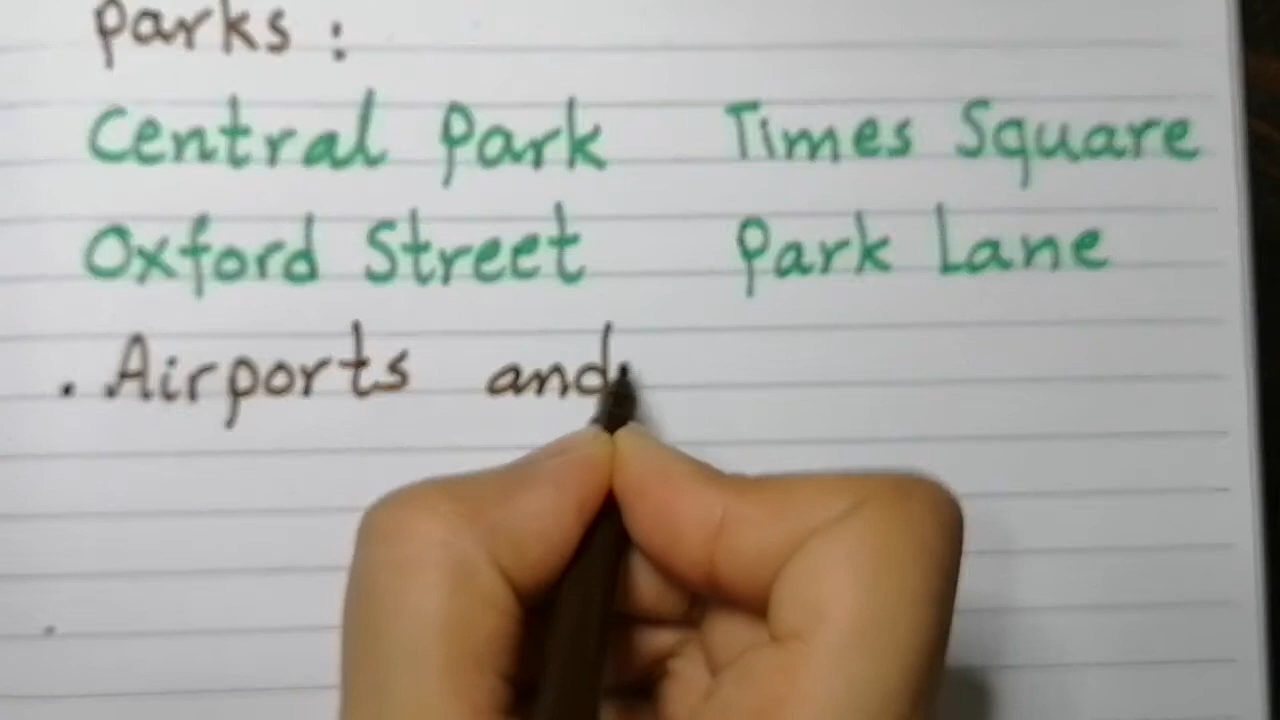 parks :
Central Park Times Square
Oxford Street Park Lane
. Airports and